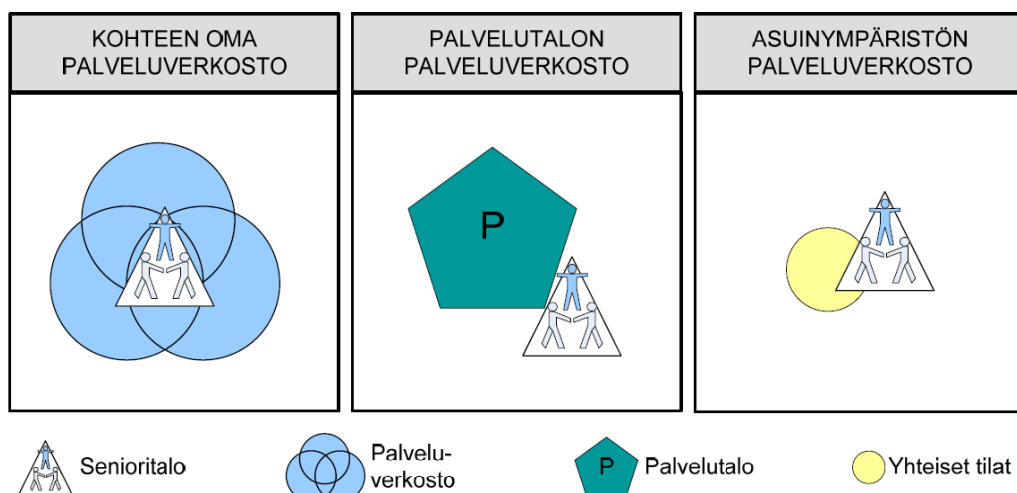 KOHTEEN OMA
PALVELUVERKOSTO
PALVELUTALON
PALVELUVERKOSTO
ASUINYMPÄRISTÖN
PALVELUVERKOSTO
P
Senioritalo
Palvelu-
verkosto
P
Palvelutalo
Yhteiset tilat